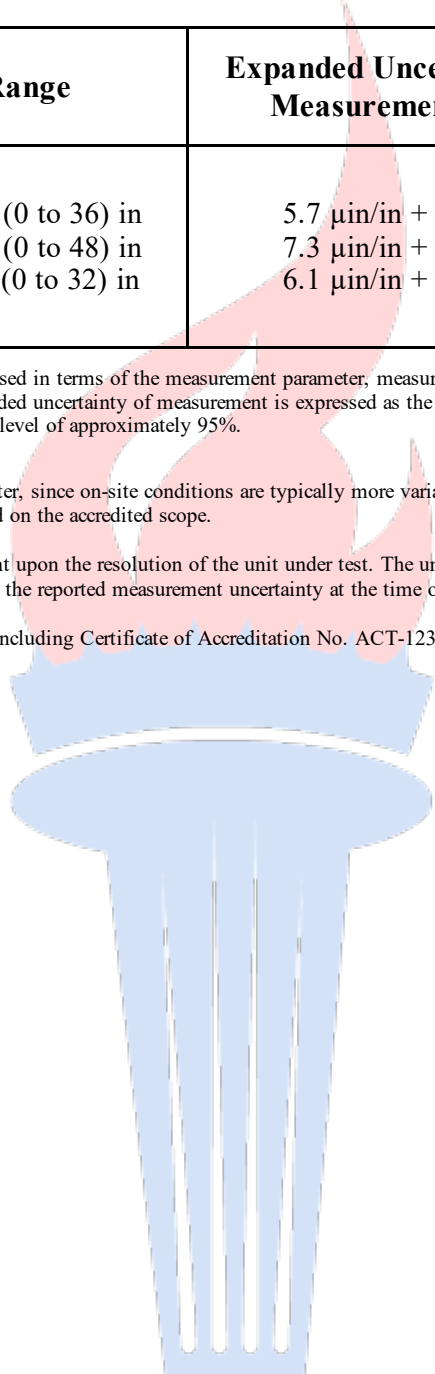 Range
Expanded Unce
Measuremen
(0 to 36) in
5.7 µin/in +
(0 to 48) in
7.3 µin/in +
(0 to 32) in
6.1 µin/in +
sed in terms of the measurement parameter, measur
ded uncertainty of measurement is expressed as the
level of approximately 95%.
ter, since on-site conditions are typically more varia
d on the accredited scope.
nt upon the resolution of the unit under test. The un
the reported measurement uncertainty at the time o
ncluding Certificate of Accreditation No. ACT-123